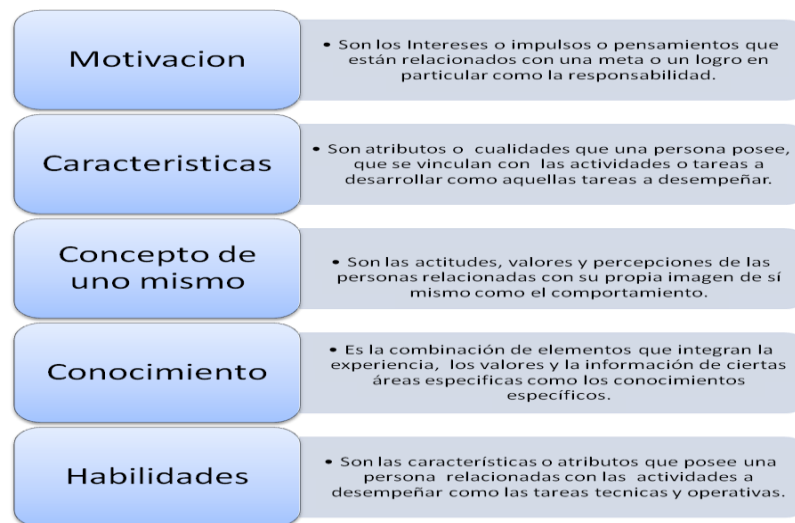 Motivacion
• Son los Intereses o impulsos o pensamientos que
están relacionados con una meta o un logro en
particular como la responsabilidad.
Caracteristicas
• Son atributos o cualidades que una persona posee,
que se vinculan con las actividades o tareas a
desarrollar como aquellas tareas a desempeñar.
Concepto de
uno mismo
• Son las actitudes, valores y percepciones de las
personas relacionadas con su propia imagen de sí
mismo como el comportamiento.
Conocimiento
• Es la combinación de elementos que integran la
experiencia, los valores y la información de ciertas
áreas especificas como los conocimientos
específicos.
Habilidades
• Son las características o atributos que posee una
persona relacionadas con las actividades a
desempeñar como las tareas tecnicas y operativas.